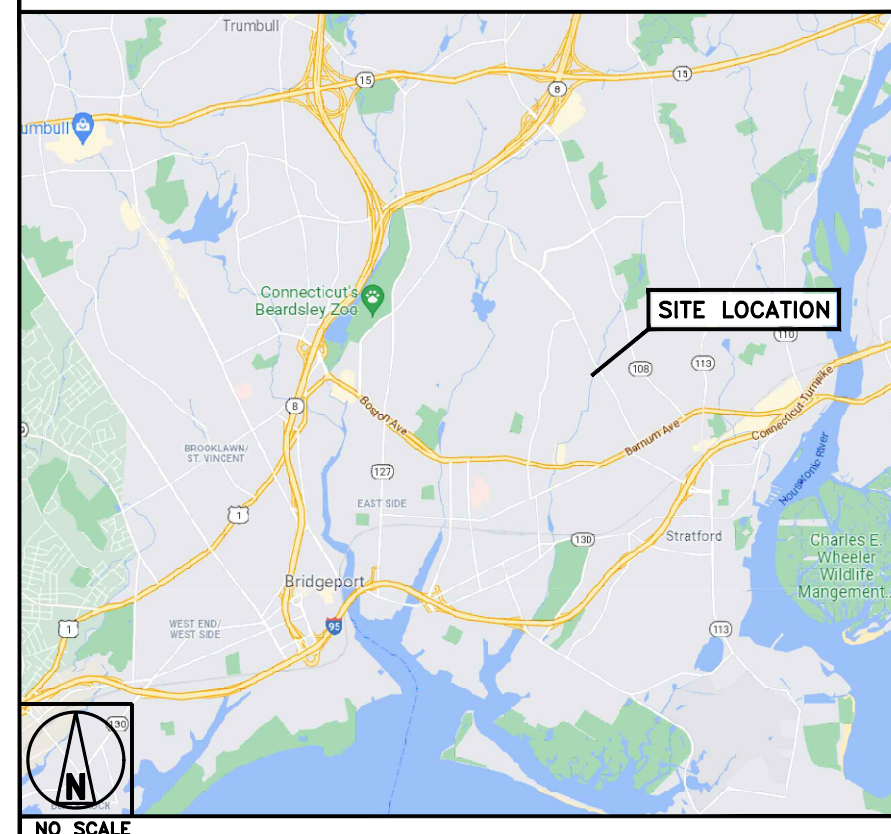 Trumbull
15
15
8
umbull
Connecticut's
Beardsley Zoo
SITE LOCATION
110
108
113
Connecticut Turnpike
8
Boston Ave
Barnum Ave
BROOKLAWN/
ST. VINCENT
127
Housatonic River
EAST SIDE
1
130
Stratford
Charles E.
Wheeler
Wildlife
Mangement...
Bridgeport
WEST END/
WEST SIDE
95
1
113
130
N
NO SCALE